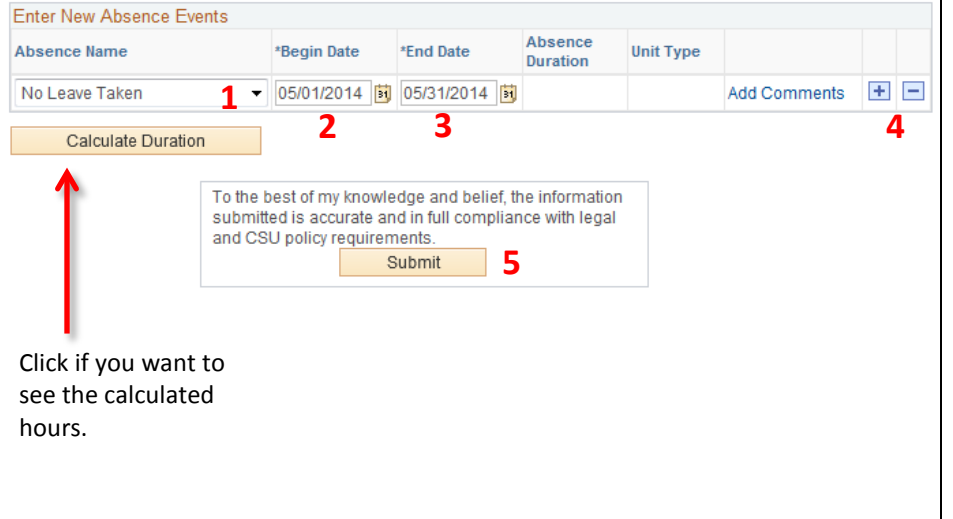 Enter New Absence Events
Absence Name *Begin Date *End Date Absence Duration Unit Type
No Leave Taken 1 05/01/2014 31 05/31/2014 31 Add Comments + -
2 3 4
Calculate Duration
To the best of my knowledge and belief, the information
submitted is accurate and in full compliance with legal
and CSU policy requirements.
Submit 5
Click if you want to
see the calculated
hours.